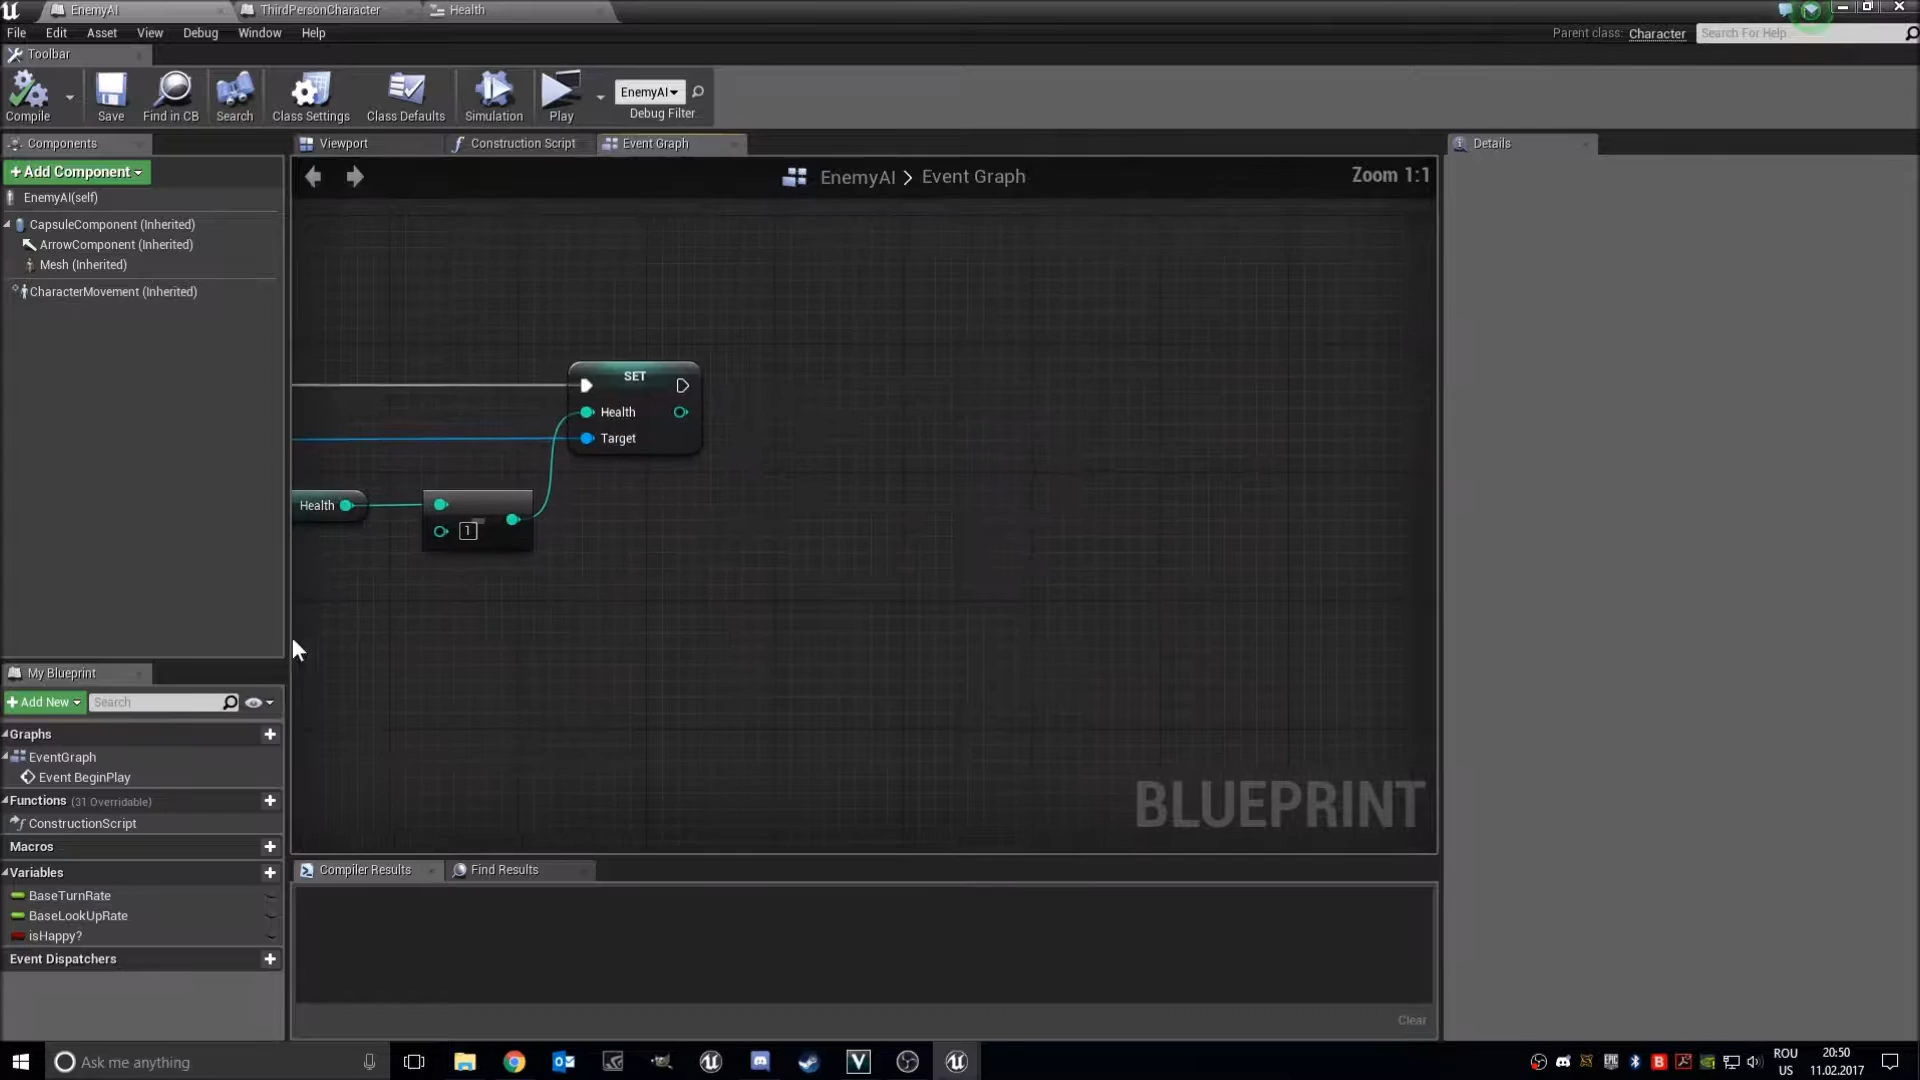 EnemyAI
ThirdPersonCharacter
Health
File Edit Asset View Debug Window Help
Parent class: Character
Search For Help
Toolbar
Compile
Save
Find in CB
Search
Class Settings
Class Defaults
Simulation
Play
EnemyAI
Debug Filter
Components
Viewport
Construction Script
Event Graph
Details
+Add Component
EnemyAI > Event Graph
Zoom 1:1
EnemyAI(self)
CapsuleComponent (Inherited)
ArrowComponent (Inherited)
Mesh (Inherited)
CharacterMovement (Inherited)
SET
Health
Target
Health
1
My Blueprint
+Add New
Search
Graphs
EventGraph
Event BeginPlay
Functions (31 Overridable)
ConstructionScript
Macros
Variables
BaseTurnRate
BaseLookUpRate
isHappy?
Event Dispatchers
BLUEPRINT
Compiler Results
Find Results
Clear
Ask me anything
ROU
US
20:50
11.02.2017